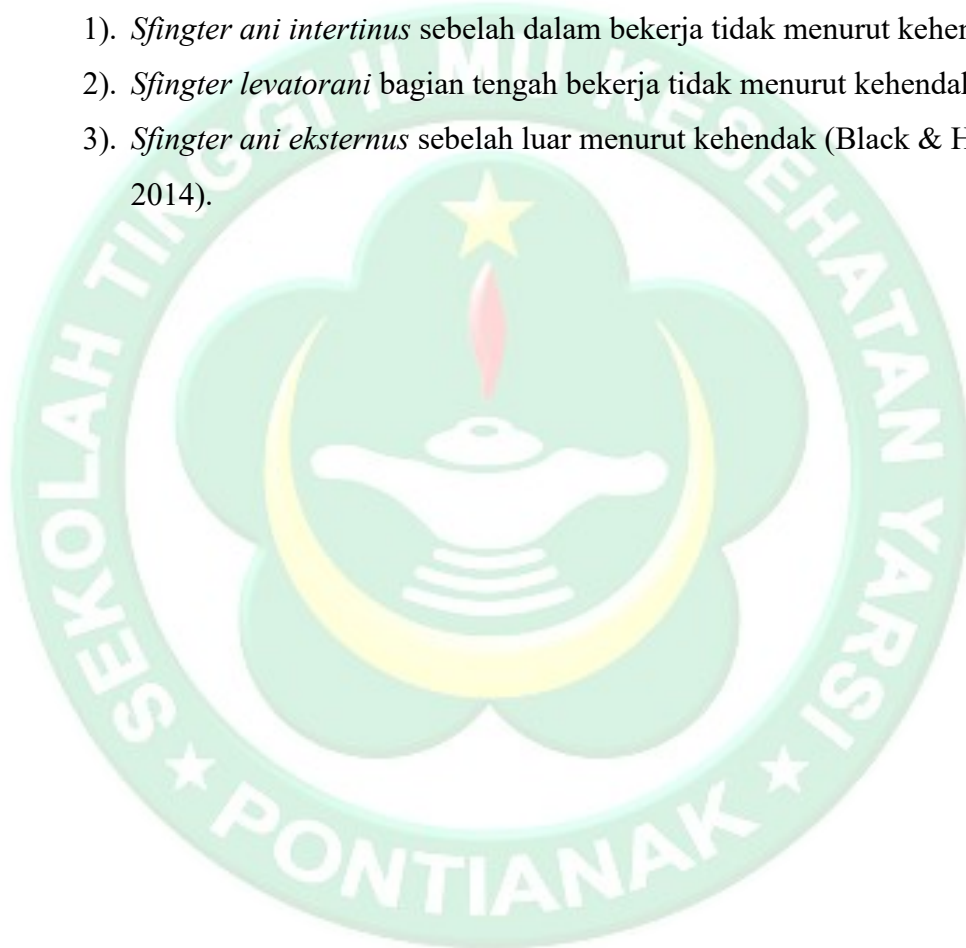 1). Sfingter ani intertinus sebelah dalam bekerja tidak menurut
2). Sfingter levatorani bagian tengah bekerja tidak menurut kehendak
3). Sfingter ani eksternus sebelah luar menurut kehendak (Black &
2014).
SEKOLAH TINGGI ILMU KESEHATAN YARSI
PONTIANAK